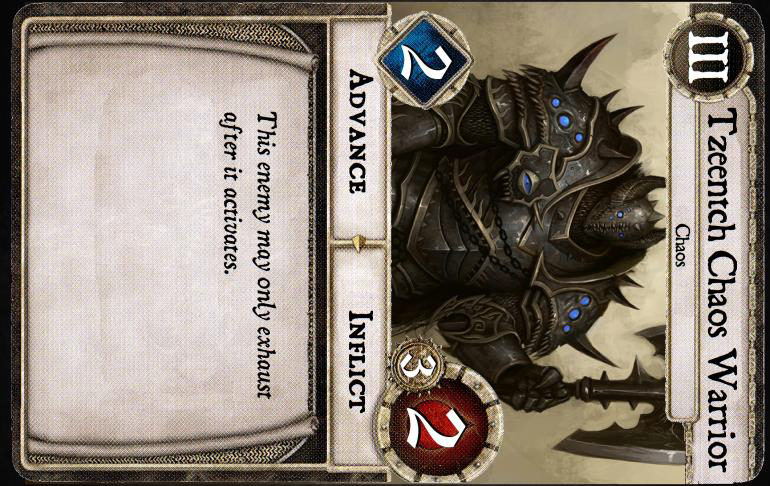 III
Tzeentch Chaos Warrior
Chaos
2
3
2
ADVANCE
INFLICT
This enemy may only exhaust
after it activates.